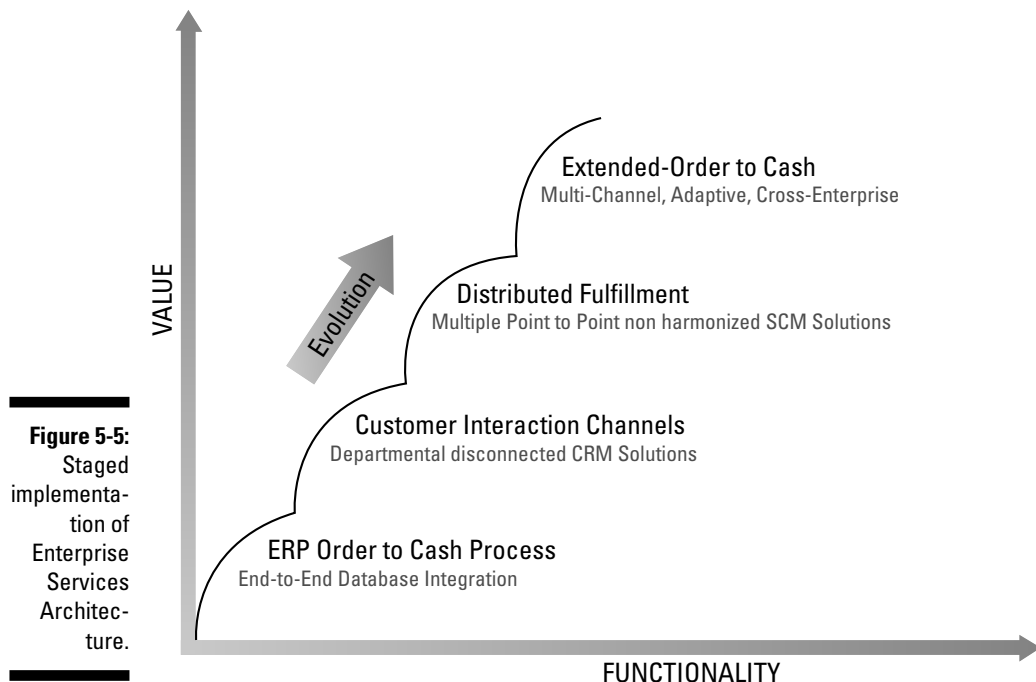 Extended-Order to Cash
Multi-Channel, Adaptive, Cross-Enterprise
VALUE
Evolution
Distributed Fulfillment
Multiple Point to Point non harmonized SCM Solutions
Customer Interaction Channels
Departmental disconnected CRM Solutions
ERP Order to Cash Process
End-to-End Database Integration
FUNCTIONALITY
Figure 5-5:
Staged
implementa-
tion of
Enterprise
Services
Architec-
ture.